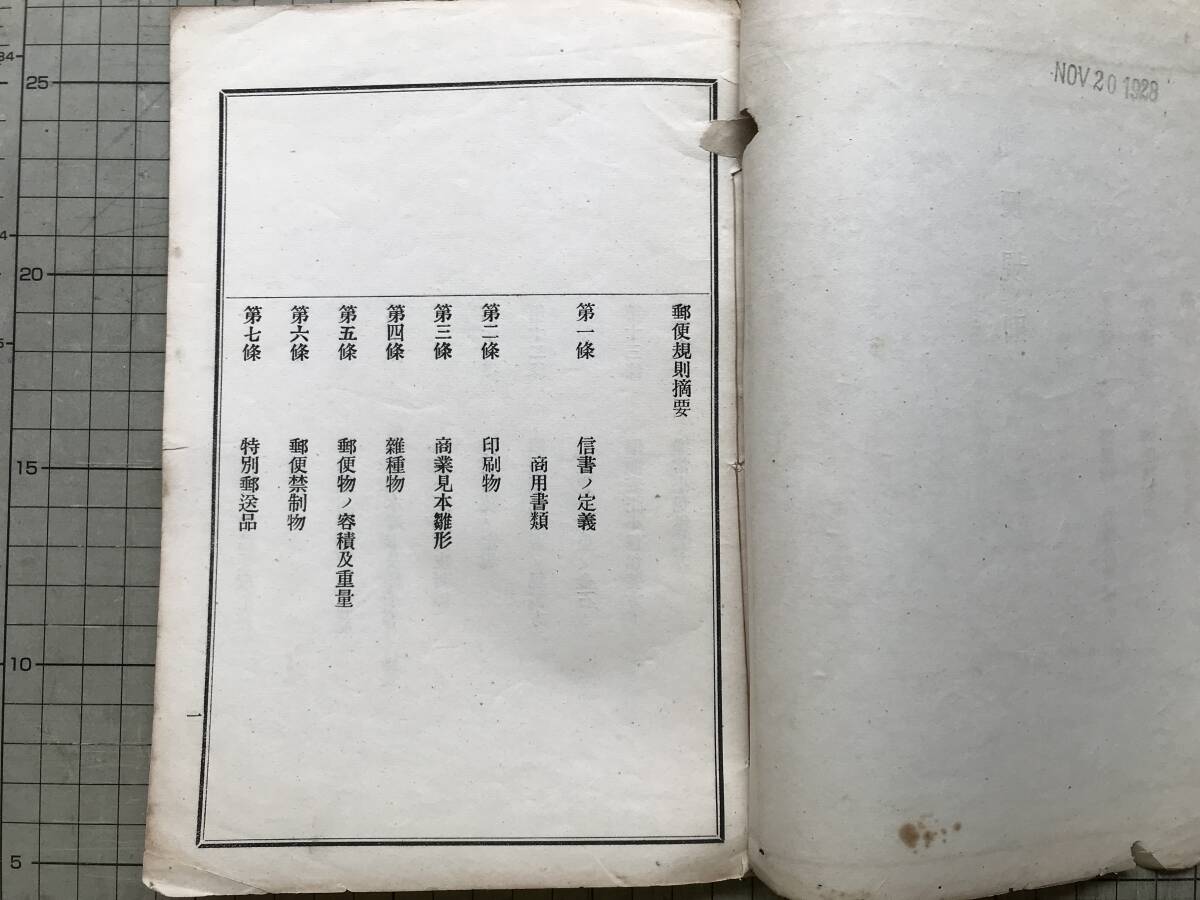 NOV 20 1928
郵便規則摘要
第一條 信書ノ定義
商用書類
第二條 印刷物
第三條 商業見本雛形
第四條 雜種物
第五條 郵便物ノ容積及重量
第六條 郵便禁制物
第七條 特別郵送品
一
25
20
15
10
5